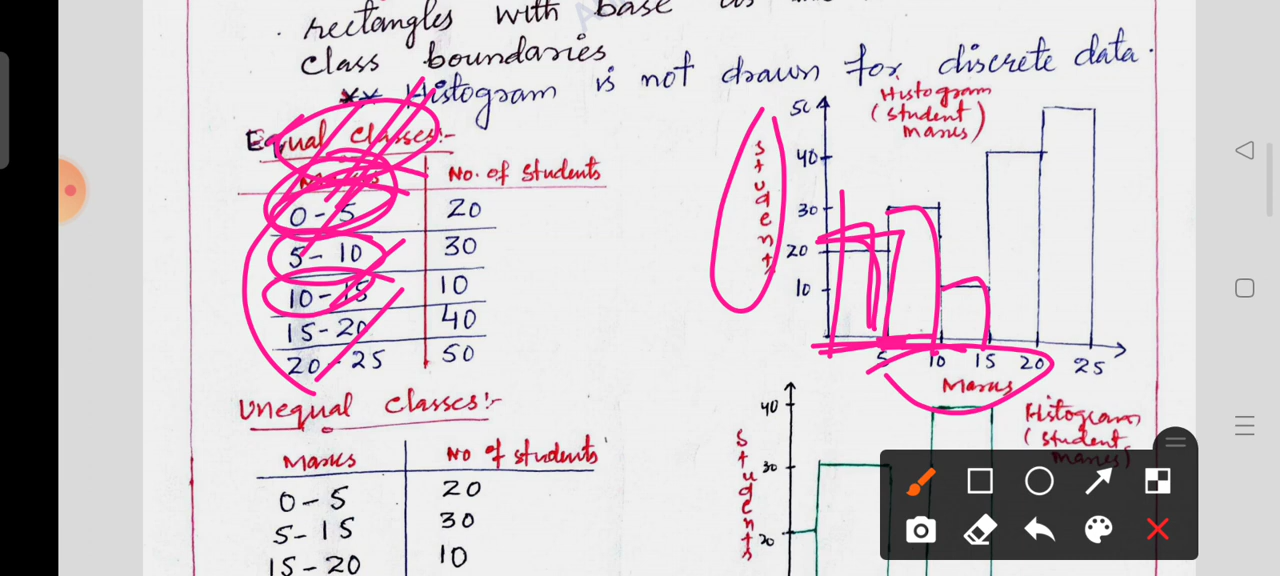 rectangles with base
class boundaries
** Histogram is not drawn for discrete data.
Equal Classes:-
Marks No. of Students
0-5 20
5-10 30
10-15 10
15-20 40
20-25 50
Histogram
(student
marks)
students
50
40
30
20
10
5 10 15 20 25
Marks
Unequal Classes:-
Marks No of students
0-5 20
5-15 30
15-20 10
Histogram
(student
marks)
students
40
30
20